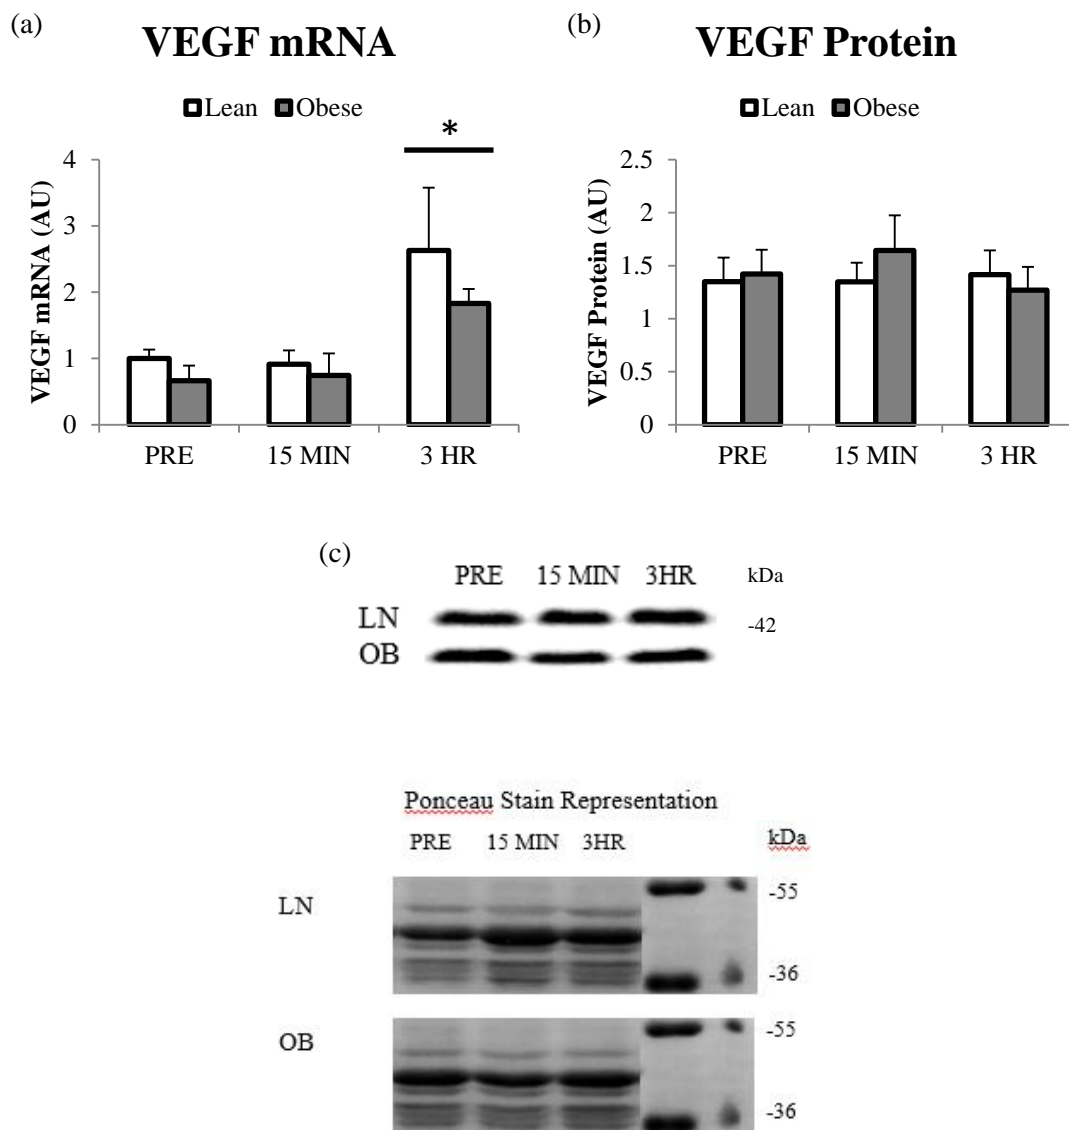 (a)
VEGF mRNA
Lean Obese
*
VEGF mRNA (AU)
4
3
2
1
0
PRE 15 MIN 3 HR
(b)
VEGF Protein
Lean Obese
VEGF Protein (AU)
2.5
2
1.5
1
0.5
0
PRE 15 MIN 3 HR
(c)
PRE 15 MIN 3HR kDa
LN -42
OB
Ponceau Stain Representation
PRE 15 MIN 3HR kDa
LN -55
-36
OB -55
-36